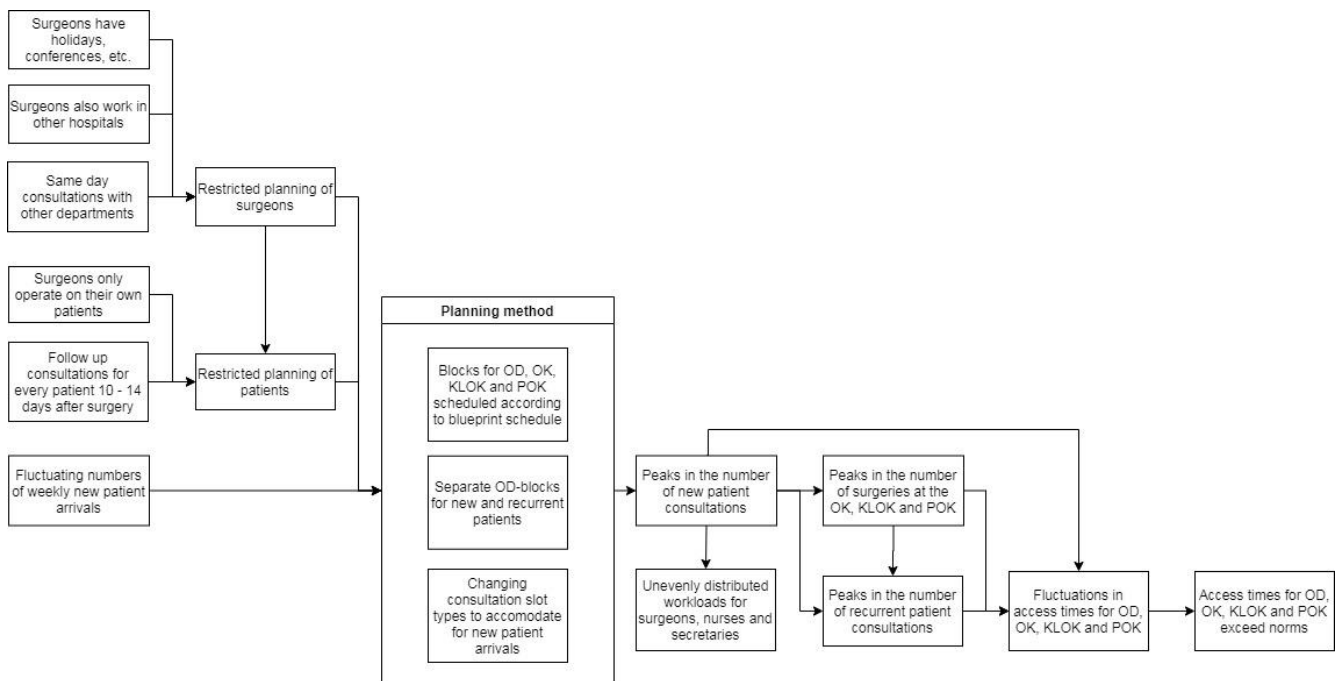 Surgeons have
holidays,
conferences, etc.
Surgeons also work in
other hospitals
Same day
consultations with
other departments
Restricted planning of
surgeons
Surgeons only
operate on their own
patients
Follow up
consultations for
every patient 10 - 14
days after surgery
Restricted planning of
patients
Fluctuating numbers
of weekly new patient
arrivals
Planning method
Blocks for OD, OK,
KLOK and POK
scheduled according
to blueprint schedule
Separate OD-blocks
for new and recurrent
patients
Changing
consultation slot
types to accomodate
for new patient
arrivals
Peaks in the number
of new patient
consultations
Peaks in the number
of surgeries at the
OK, KLOK and POK
Unevenly distributed
workloads for
surgeons, nurses and
secretaries
Peaks in the number
of recurrent patient
consultations
Fluctuations in
access times for OD,
OK, KLOK and POK
Access times for OD,
OK, KLOK and POK
exceed norms